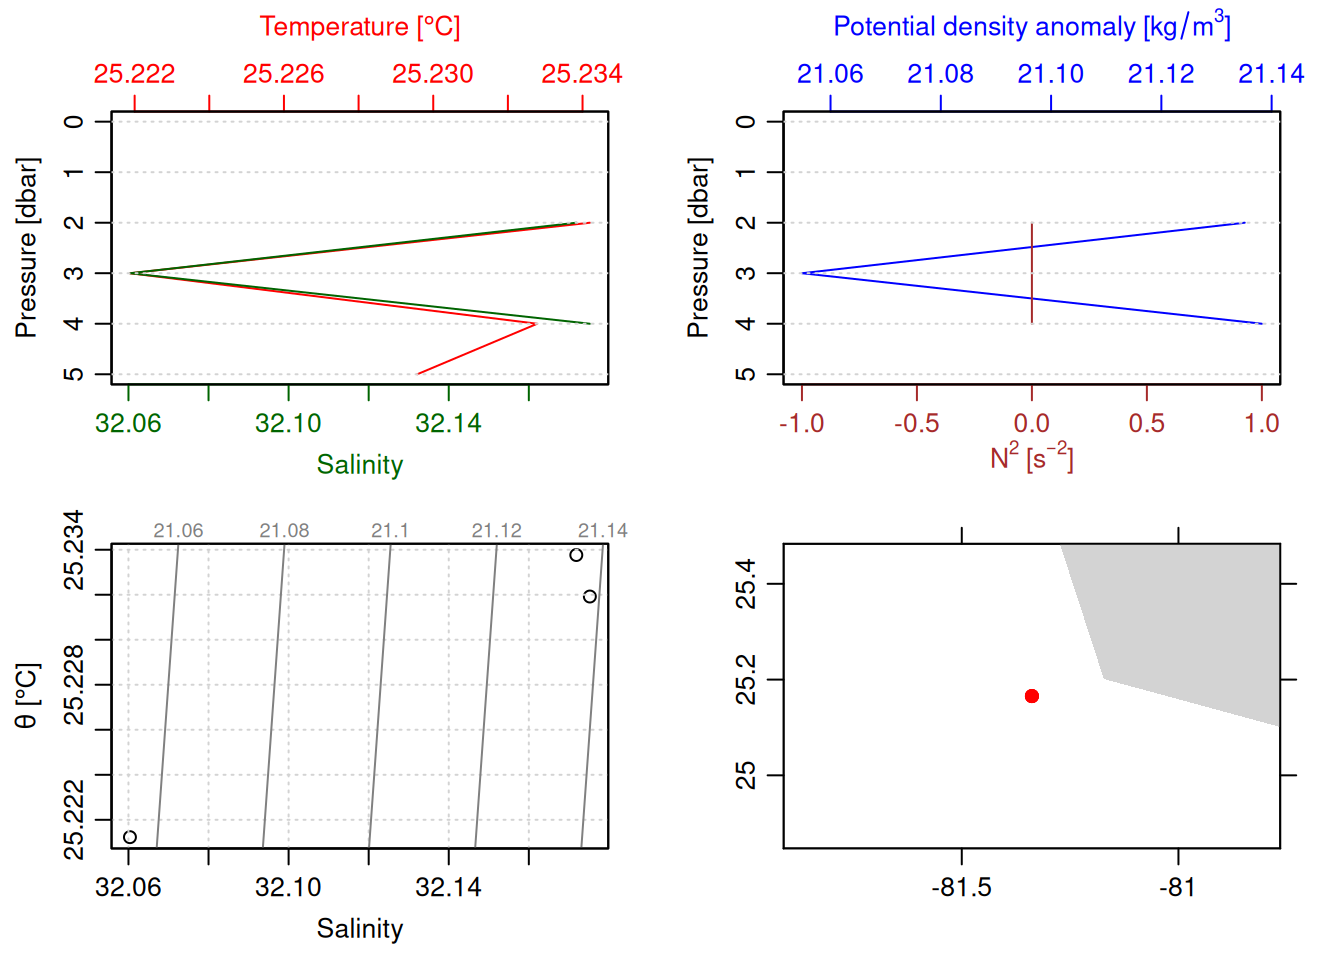 Temperature [°C]
25.222 25.226 25.230 25.234
0
1
2
3
4
5
Pressure [dbar]
32.06 32.10 32.14
Salinity
Potential density anomaly [kg/m³]
21.06 21.08 21.10 21.12 21.14
0
1
2
3
4
5
Pressure [dbar]
-1.0 -0.5 0.0 0.5 1.0
N² [s⁻²]
21.06 21.08 21.1 21.12 21.14
25.234
25.228
25.222
θ [°C]
32.06 32.10 32.14
Salinity
25.4
25.2
25
-81.5 -81